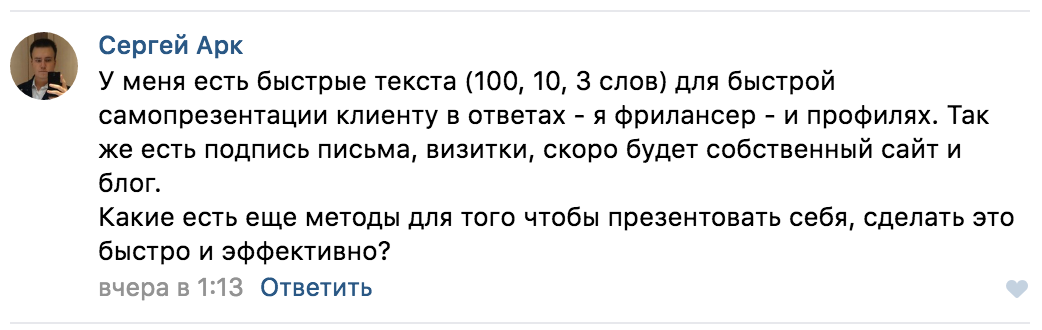 Сергей Арк
У меня есть быстрые текста (100, 10, 3 слов) для быстрой
самопрезентации клиенту в ответах - я фрилансер - и профилях. Так
же есть подпись письма, визитки, скоро будет собственный сайт и
блог.
Какие есть еще методы для того чтобы презентовать себя, сделать это
быстро и эффективно?
вчера в 1:13 Ответить